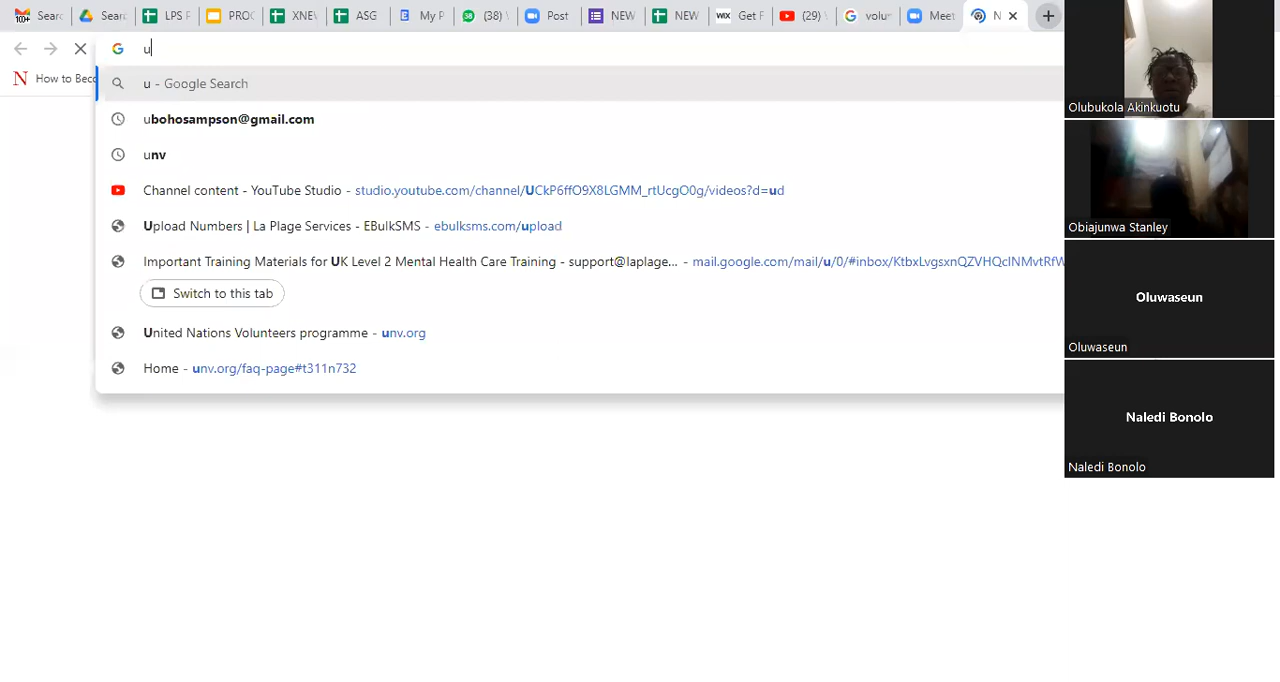 100+ Searc
Searc
LPS F
PROC
XNEV
ASG
My P
(38)
Post
NEW
NEW
WIX Get F
(29)
volun
Meet
N
G u
How to Beco
u - Google Search
ubohosampson@gmail.com
unv
Channel content - YouTube Studio - studio.youtube.com/channel/UCkP6ffO9X8LGMM_rtUcgO0g/videos?d=ud
Upload Numbers | La Plage Services - EBulkSMS - ebulksms.com/upload
Important Training Materials for UK Level 2 Mental Health Care Training - support@laplage... - mail.google.com/mail/u/0/#inbox/KtbxLvgsxnQZVHQcINMvtRfW
Switch to this tab
United Nations Volunteers programme - unv.org
Home - unv.org/faq-page#t311n732
Olubukola Akinkuotu
Obiajunwa Stanley
Oluwaseun
Oluwaseun
Naledi Bonolo
Naledi Bonolo